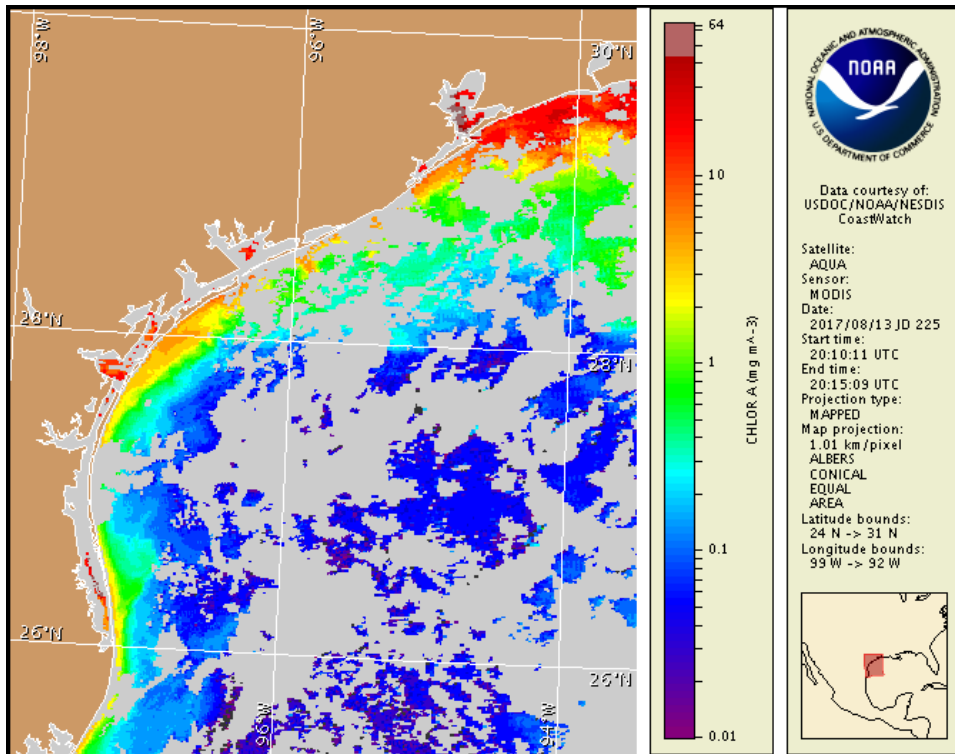 98°W
96°W
30°N
28°N
28°N
26°N
26°N
96°W
94°W
64
10
1
0.1
0.01
CHLOR A (mg m^-3)
NATIONAL OCEANIC AND ATMOSPHERIC ADMINISTRATION
NOAA
U.S. DEPARTMENT OF COMMERCE
Data courtesy of:
USDOC/NOAA/NESDIS
CoastWatch
Satellite:
AQUA
Sensor:
MODIS
Date:
2017/08/13 JD 225
Start time:
20:10:11 UTC
End time:
20:15:09 UTC
Projection type:
MAPPED
Map projection:
1.01 km/pixel
ALBERS
CONICAL
EQUAL
AREA
Latitude bounds:
24 N -> 31 N
Longitude bounds:
99 W -> 92 W